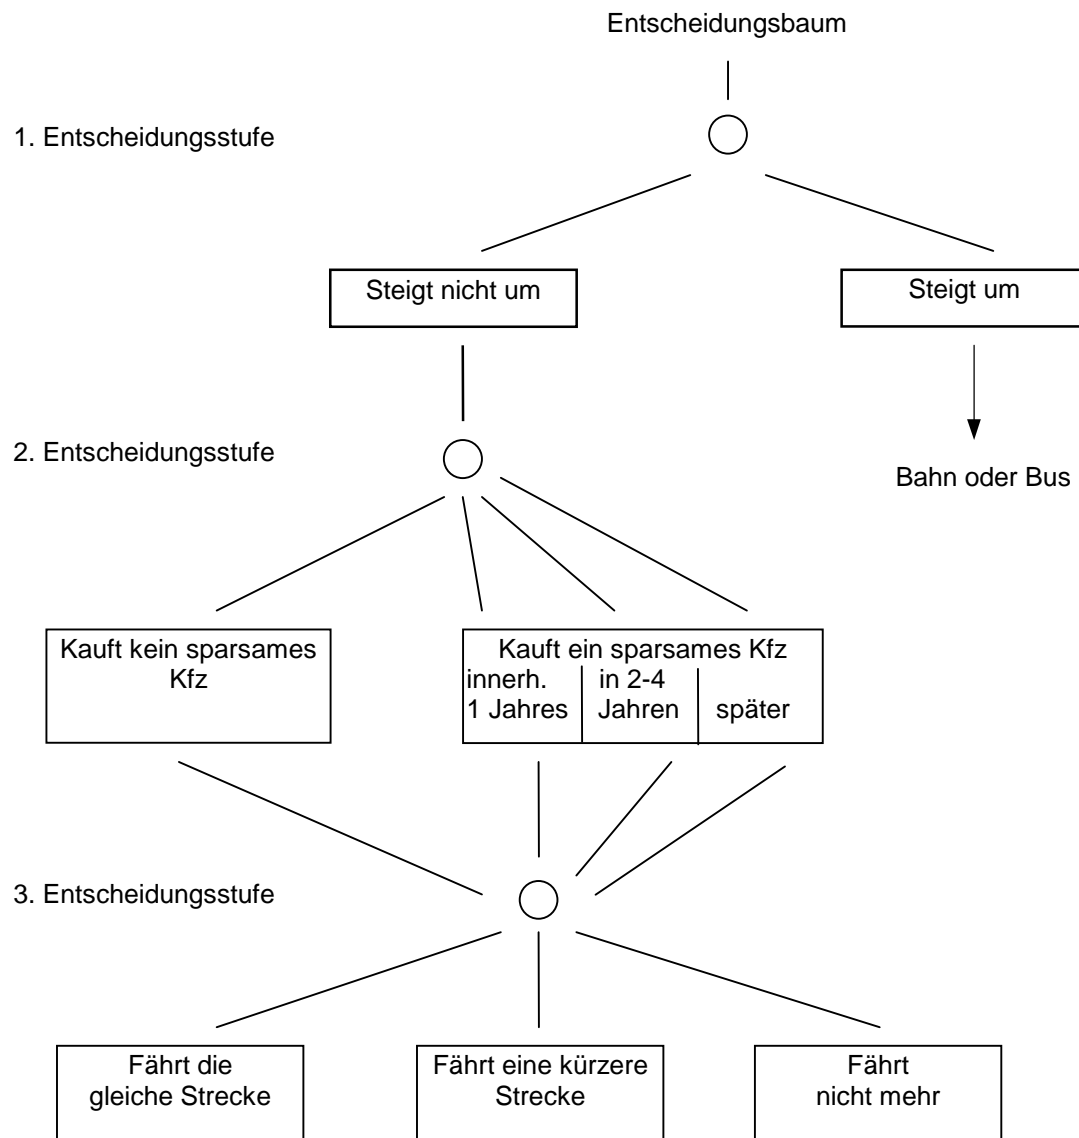 Entscheidungsbaum
1. Entscheidungsstufe
Steigt nicht um
Steigt um
2. Entscheidungsstufe
Bahn oder Bus
Kauft kein sparsames
Kfz
Kauft ein sparsames Kfz
innerh.
1 Jahres
in 2-4
Jahren
später
3. Entscheidungsstufe
Fährt die
gleiche Strecke
Fährt eine kürzere
Strecke
Fährt
nicht mehr